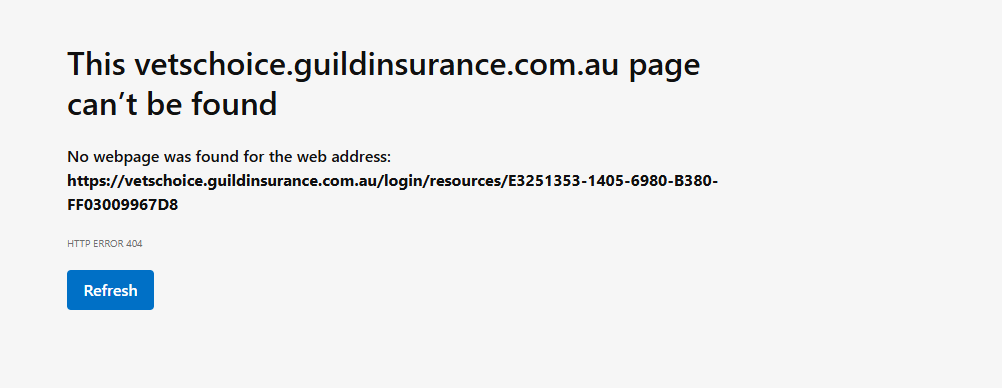 This vetschoice.guildinsurance.com.au page
can’t be found
No webpage was found for the web address:
https://vetschoice.guildinsurance.com.au/login/resources/E3251353-1405-6980-B380-
FF03009967D8
HTTP ERROR 404
Refresh